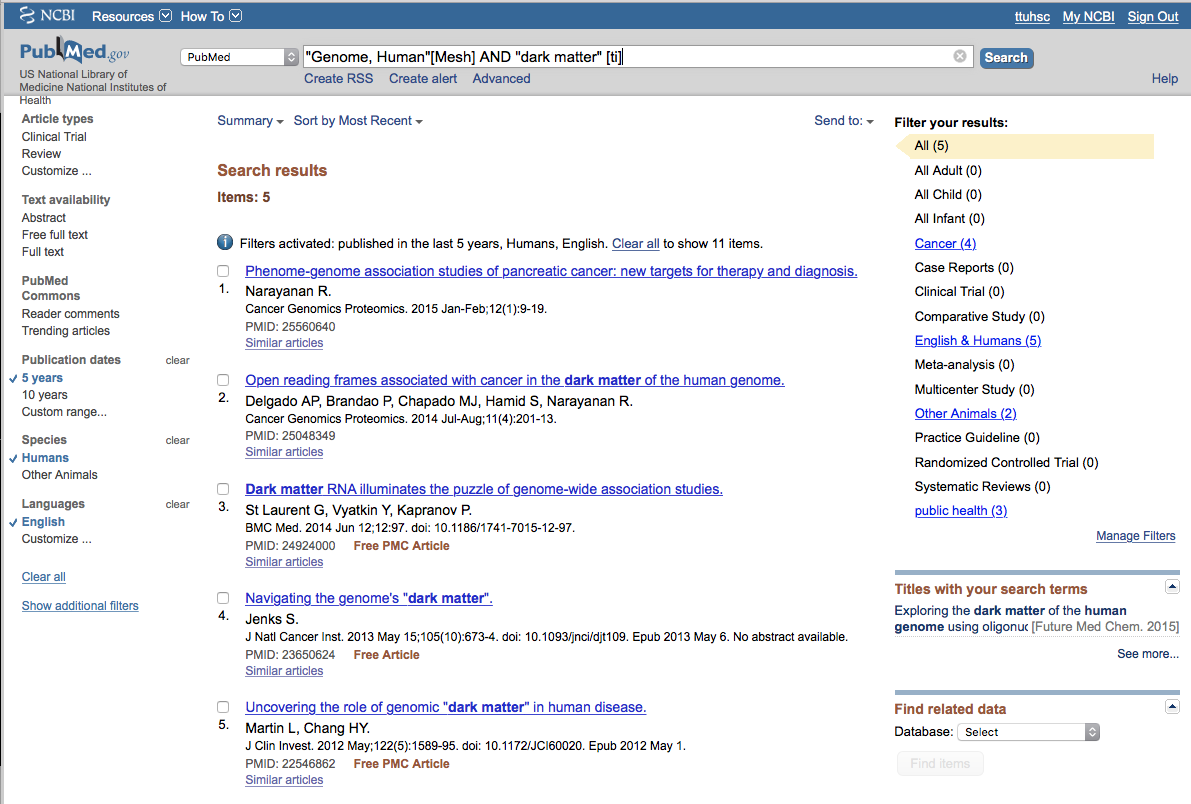 NCBI Resources How To ttuhsc My NCBI Sign Out
PubMed.gov
US National Library of
Medicine National Institutes of
Health
PubMed "Genome, Human"[Mesh] AND "dark matter" [ti] Search
Create RSS Create alert Advanced Help
Article types
Clinical Trial
Review
Customize ...
Text availability
Abstract
Free full text
Full text
PubMed
Commons
Reader comments
Trending articles
Publication dates clear
5 years
10 years
Custom range...
Species clear
Humans
Other Animals
Languages clear
English
Customize ...
Clear all
Show additional filters
Summary Sort by Most Recent Send to:
Search results
Items: 5
Filters activated: published in the last 5 years, Humans, English. Clear all to show 11 items.
Phenome-genome association studies of pancreatic cancer: new targets for therapy and diagnosis.
1. Narayanan R.
Cancer Genomics Proteomics. 2015 Jan-Feb;12(1):9-19.
PMID: 25560640
Similar articles
Open reading frames associated with cancer in the dark matter of the human genome.
2. Delgado AP, Brandao P, Chapado MJ, Hamid S, Narayanan R.
Cancer Genomics Proteomics. 2014 Jul-Aug;11(4):201-13.
PMID: 25048349
Similar articles
Dark matter RNA illuminates the puzzle of genome-wide association studies.
3. St Laurent G, Vyatkin Y, Kapranov P.
BMC Med. 2014 Jun 12;12:97. doi: 10.1186/1741-7015-12-97.
PMID: 24924000 Free PMC Article
Similar articles
Navigating the genome's "dark matter".
4. Jenks S.
J Natl Cancer Inst. 2013 May 15;105(10):673-4. doi: 10.1093/jnci/djt109. Epub 2013 May 6. No abstract available.
PMID: 23650624 Free Article
Similar articles
Uncovering the role of genomic "dark matter" in human disease.
5. Martin L, Chang HY.
J Clin Invest. 2012 May;122(5):1589-95. doi: 10.1172/JCI60020. Epub 2012 May 1.
PMID: 22546862 Free PMC Article
Similar articles
Filter your results:
All (5)
All Adult (0)
All Child (0)
All Infant (0)
Cancer (4)
Case Reports (0)
Clinical Trial (0)
Comparative Study (0)
English & Humans (5)
Meta-analysis (0)
Multicenter Study (0)
Other Animals (2)
Practice Guideline (0)
Randomized Controlled Trial (0)
Systematic Reviews (0)
public health (3)
Manage Filters
Titles with your search terms
Exploring the dark matter of the human
genome using oligonuc [Future Med Chem. 2015]
See more...
Find related data
Database: Select
Find items